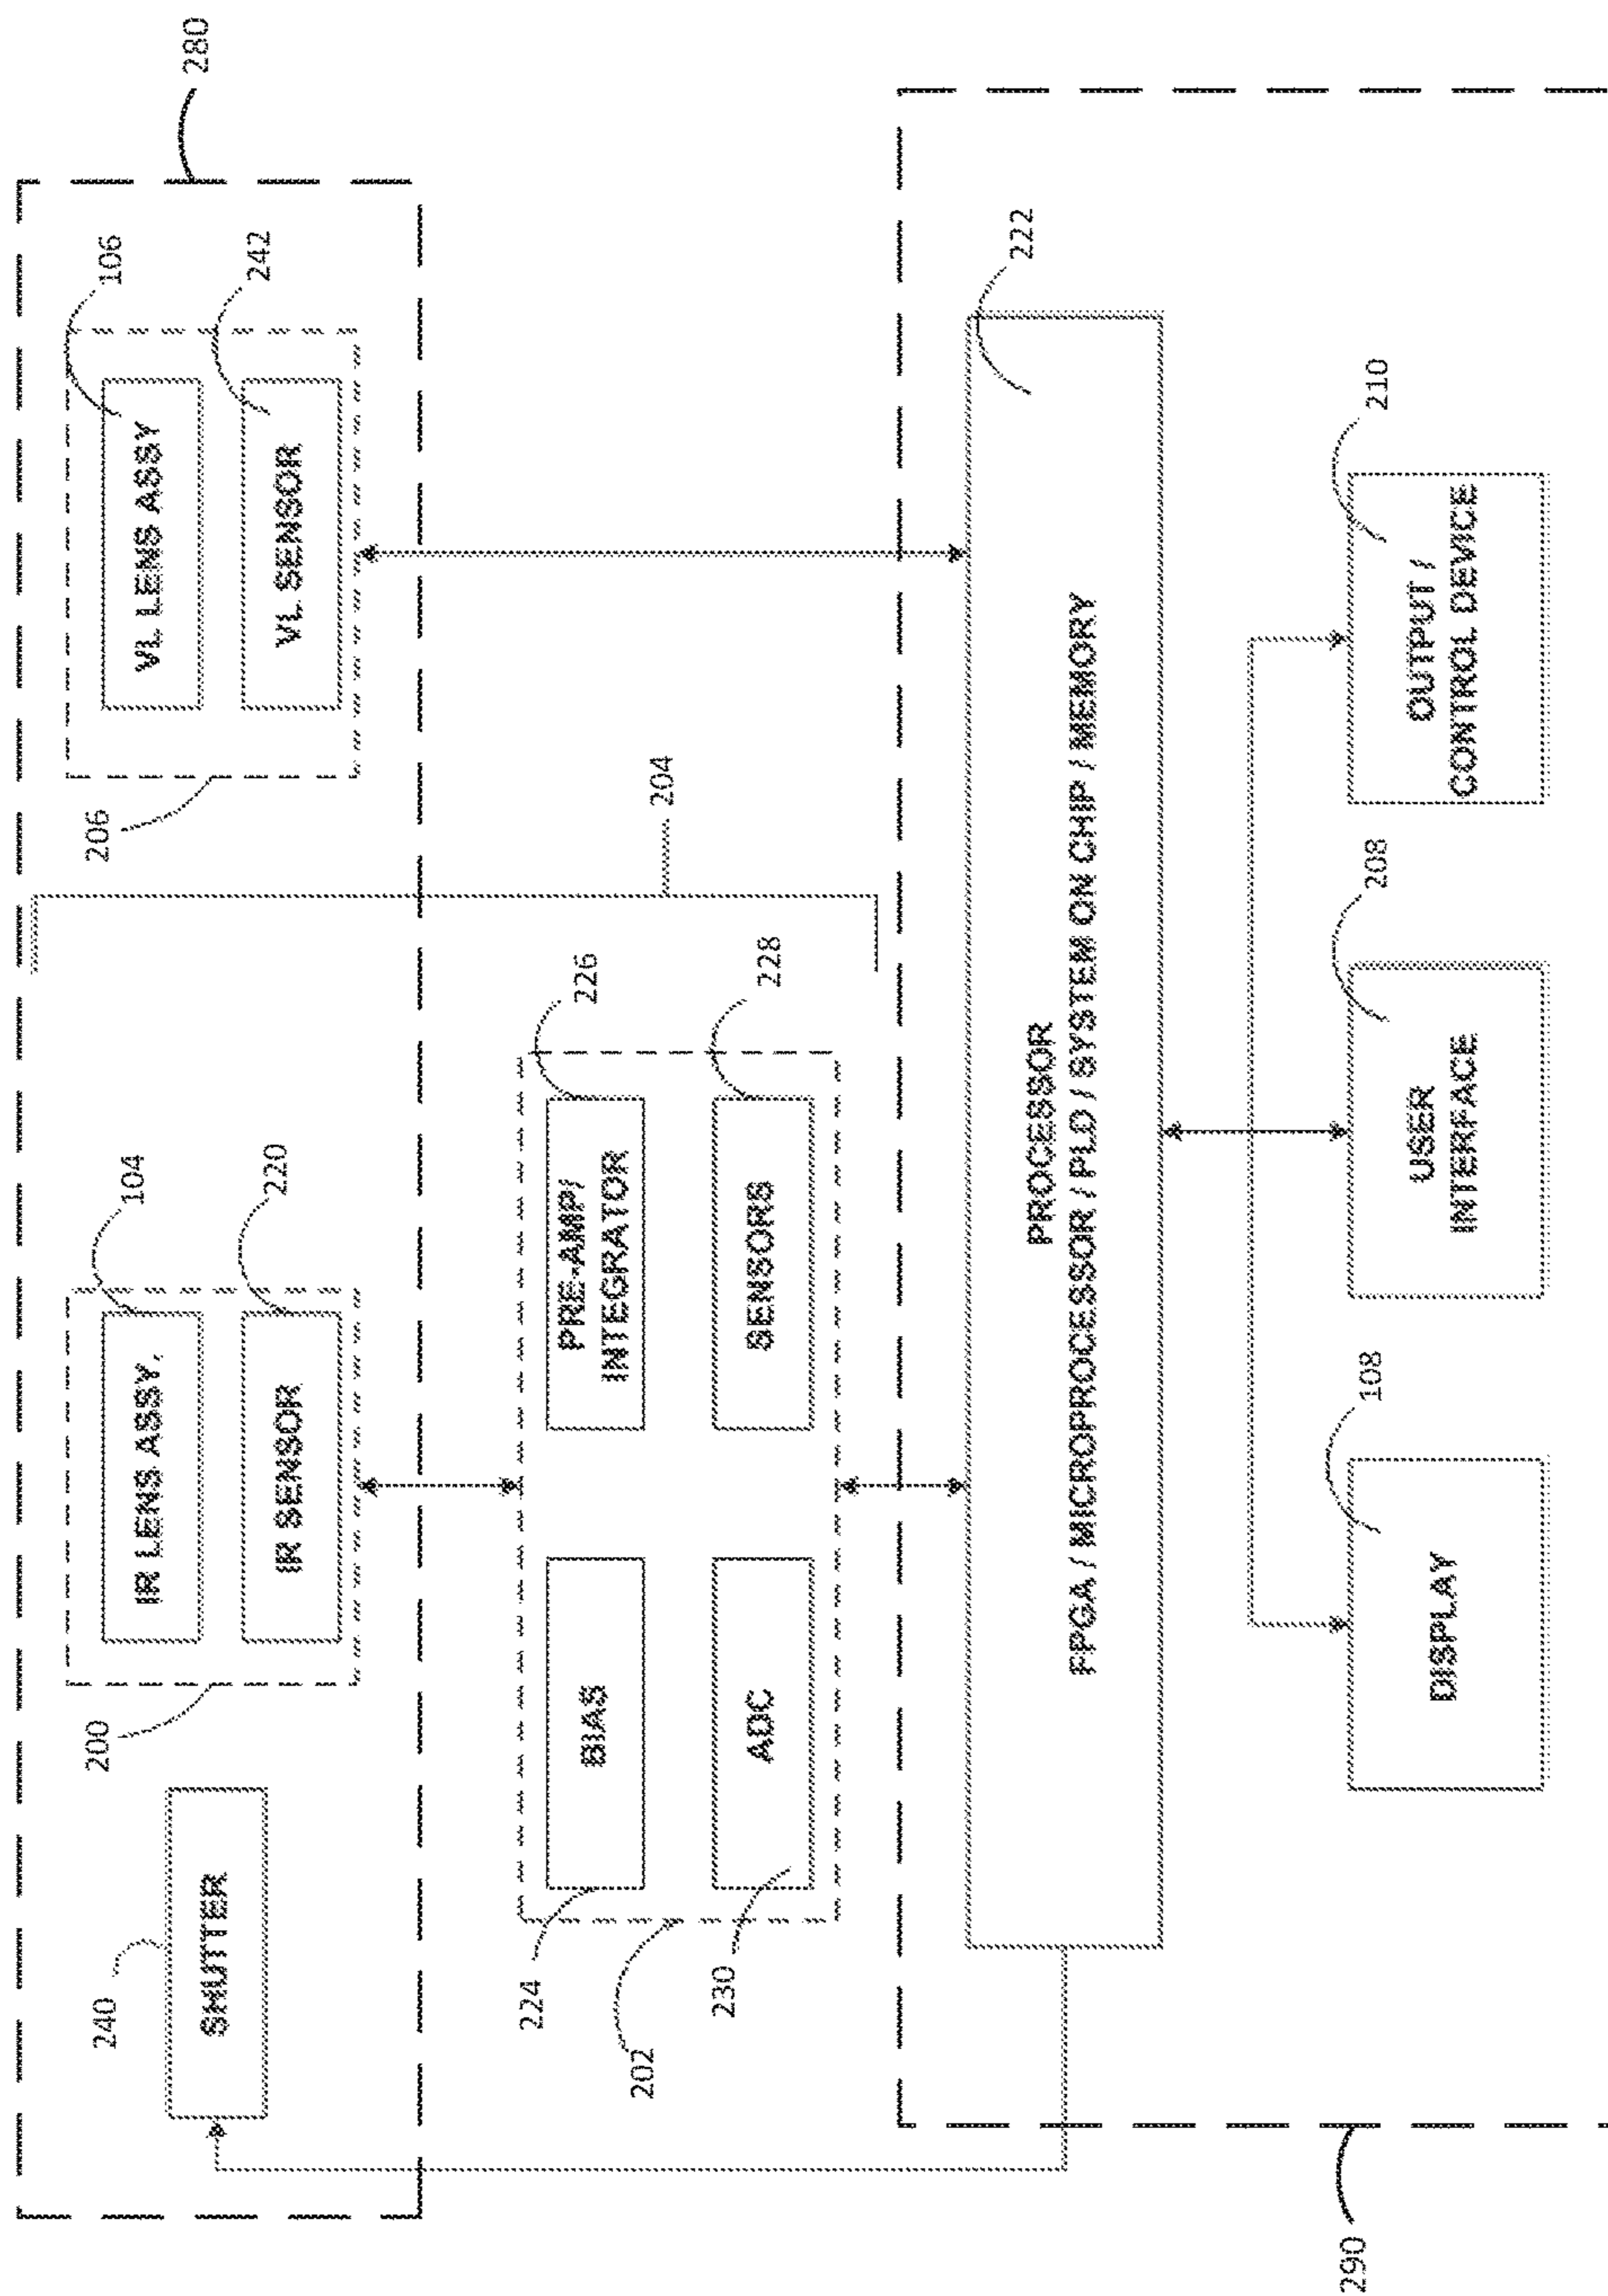 280
106
242
VL LENS ASSY
VL SENSOR
206
204
104
220
IR LENS ASSY.
IR SENSOR
200
240
SHUTTER
226
228
PRE-AMP/
INTEGRATOR
SENSORS
BIAS
ADC
224
230
202
222
PROCESSOR
FPGA / MICROPROCESSOR / PLD / SYSTEM ON CHIP / MEMORY
108
DISPLAY
208
USER
INTERFACE
210
OUTPUT /
CONTROL DEVICE
290